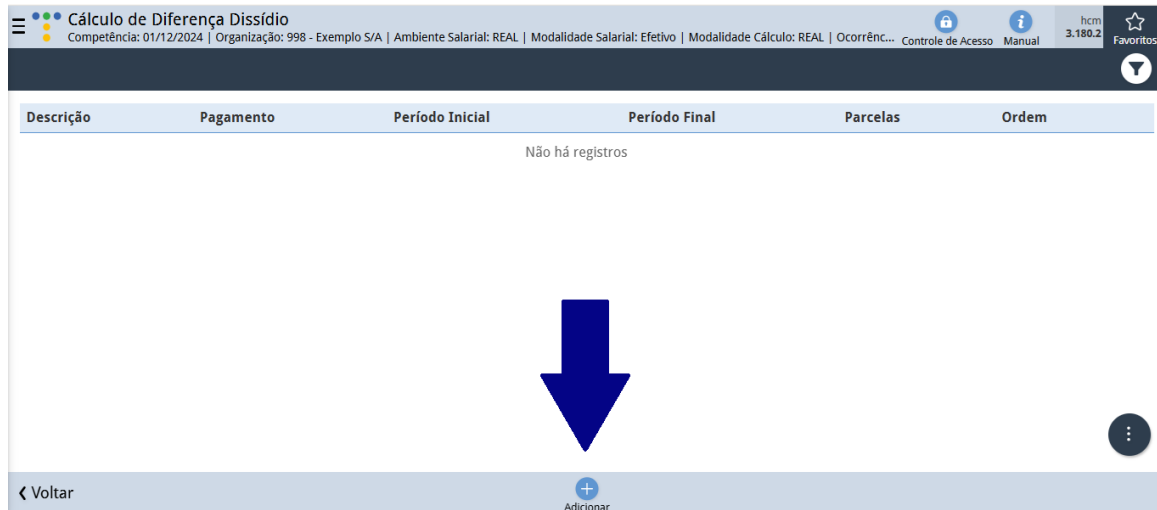 Cálculo de Diferença Dissídio
Competência: 01/12/2024 | Organização: 998 - Exemplo S/A | Ambiente Salarial: REAL | Modalidade Salarial: Efetivo | Modalidade Cálculo: REAL | Ocorrênc...
Controle de Acesso
Manual
hcm
3.180.2
Favoritos
Descrição Pagamento Período Inicial Período Final Parcelas Ordem
Não há registros
Voltar
Adicionar